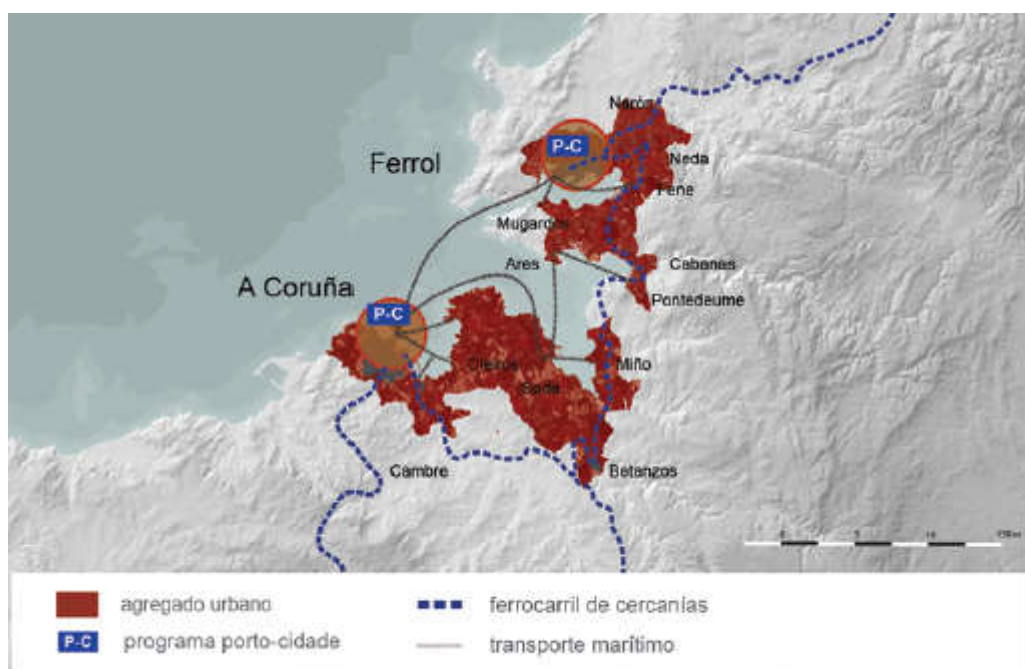 Narón
P-C
Ferrol
Neda
Fene
Mugardos
Ares
Cabanas
A Coruña
Pontedeume
P-C
Oleiros
Miño
Sada
Cambre
Betanzos
agregado urbano
ferrocarril de cercanías
P-C
programa porto-cidade
transporte marítimo